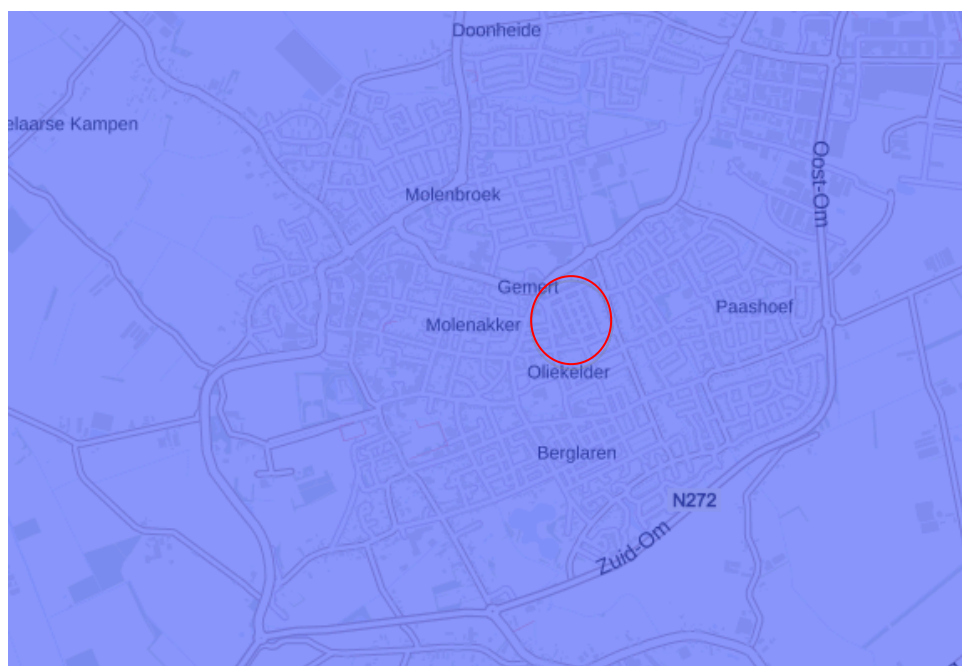 Doonheide
elaarse Kampen
Oost-Om
Molenbroek
Gemert
Paashoef
Molenakker
Oliekelder
Berglaren
N272
Zuid-Om